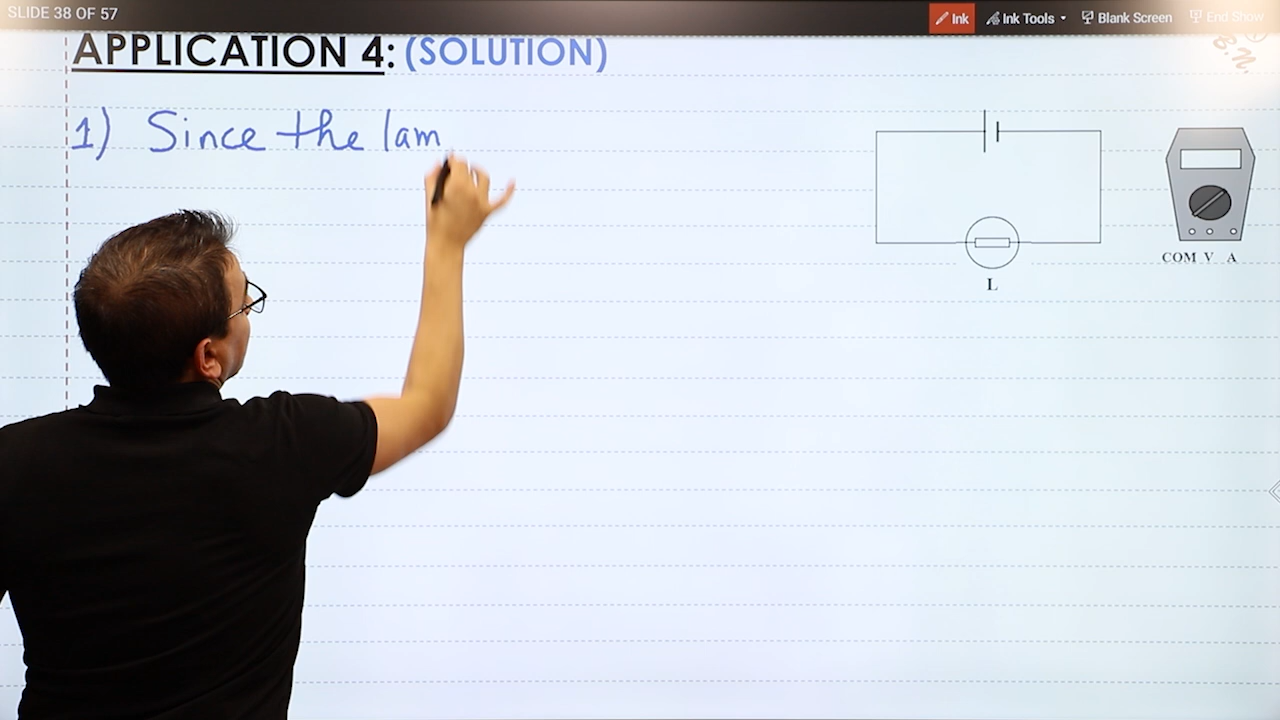 SLIDE 38 OF 57
Ink Ink Tools Blank Screen End Show
B.N.
APPLICATION 4: (SOLUTION)
1) Since the lam
L
COM V A